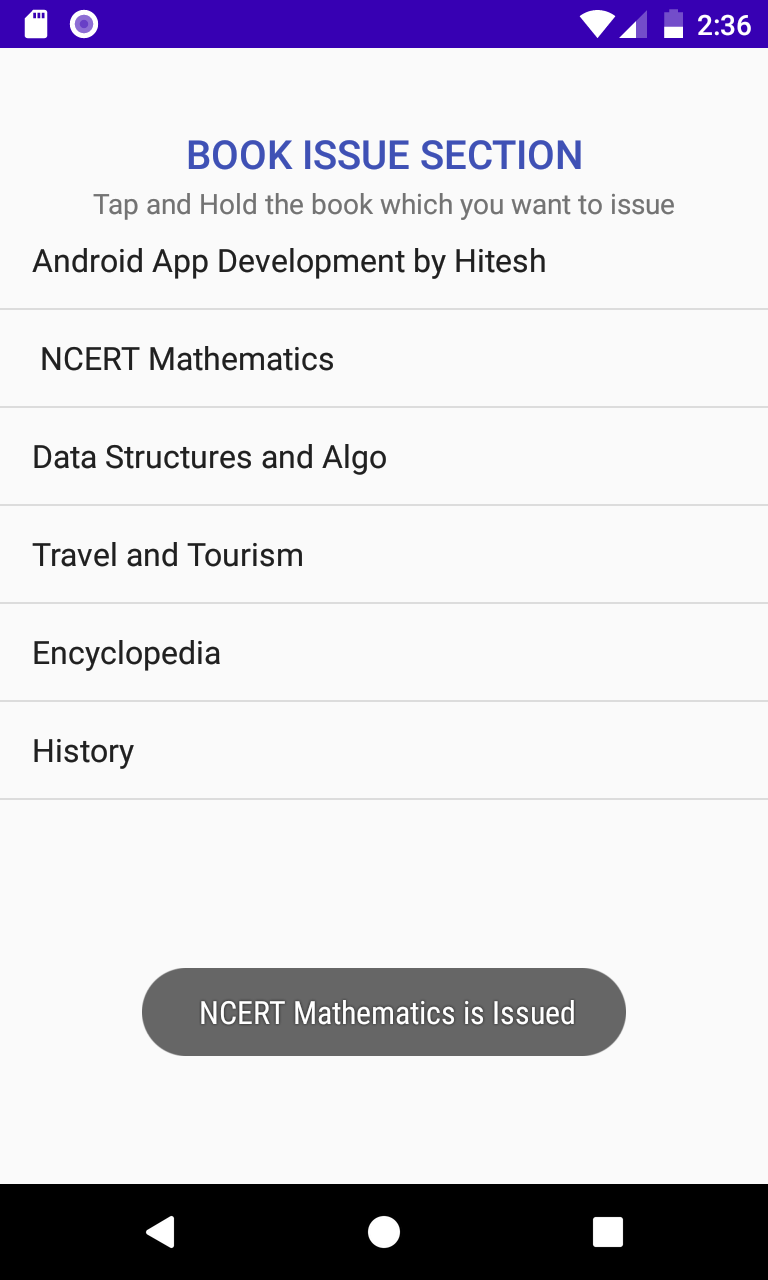 2:36
BOOK ISSUE SECTION
Tap and Hold the book which you want to issue
Android App Development by Hitesh
NCERT Mathematics
Data Structures and Algo
Travel and Tourism
Encyclopedia
History
NCERT Mathematics is Issued